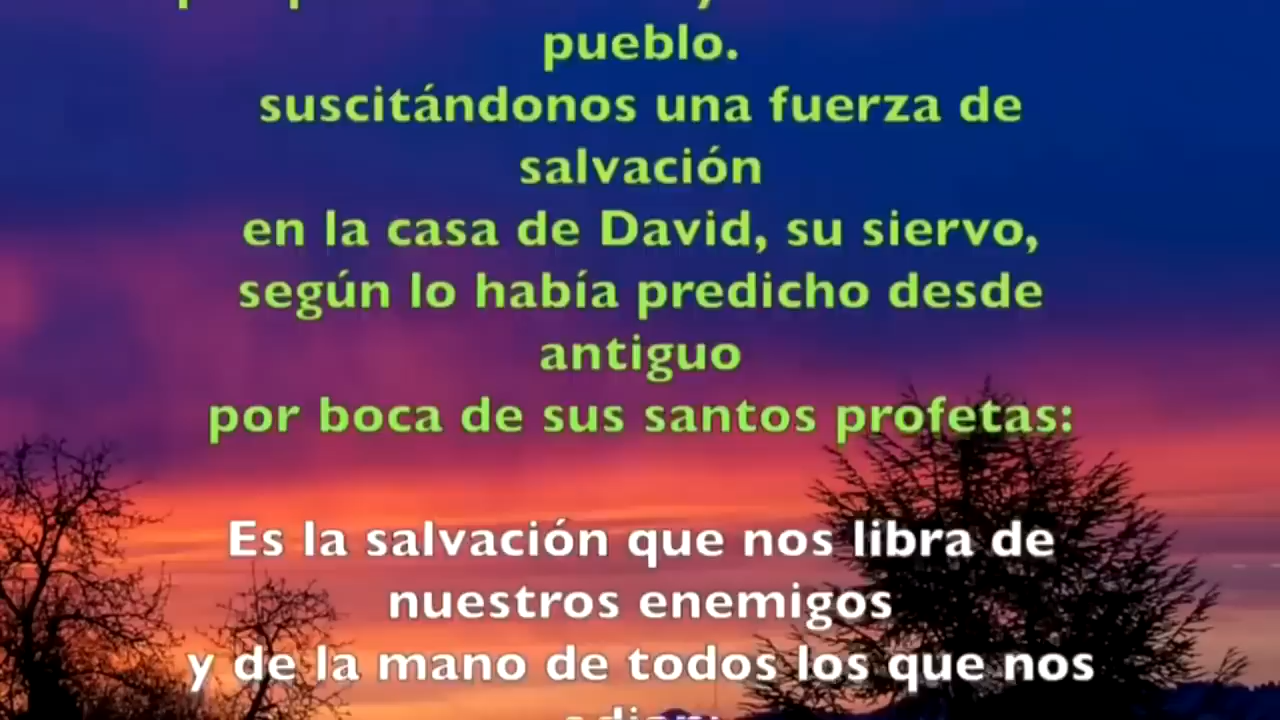 pueblo.
suscitándonos una fuerza de
salvación
en la casa de David, su siervo,
según lo había predicho desde
antiguo
por boca de sus santos profetas:
Es la salvación que nos libra de
nuestros enemigos
y de la mano de todos los que nos